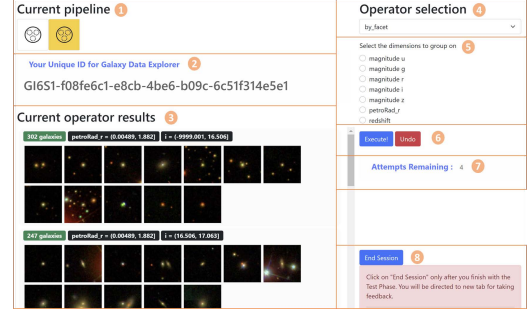 Current pipeline 1
Your Unique ID for Galaxy Data Explorer 2
GI6S1-f08fe6c1-e8cb-4be6-b09c-6c51f314e5e1
Current operator results 3
302 galaxies petroRad_r = (0.00489, 1.882] i = (-9999.001, 16.506]
247 galaxies petroRad_r = (0.00489, 1.882] i = (16.506, 17.063]
Operator selection 4
by_facet
Select the dimensions to group on 5
magnitude u
magnitude g
magnitude r
magnitude i
magnitude z
petroRad_r
redshift
Execute! Undo 6
Attempts Remaining : 4 7
End Session 8
Click on "End Session" only after you finish with the
Test Phase. You will be directed to new tab for taking
feedback.